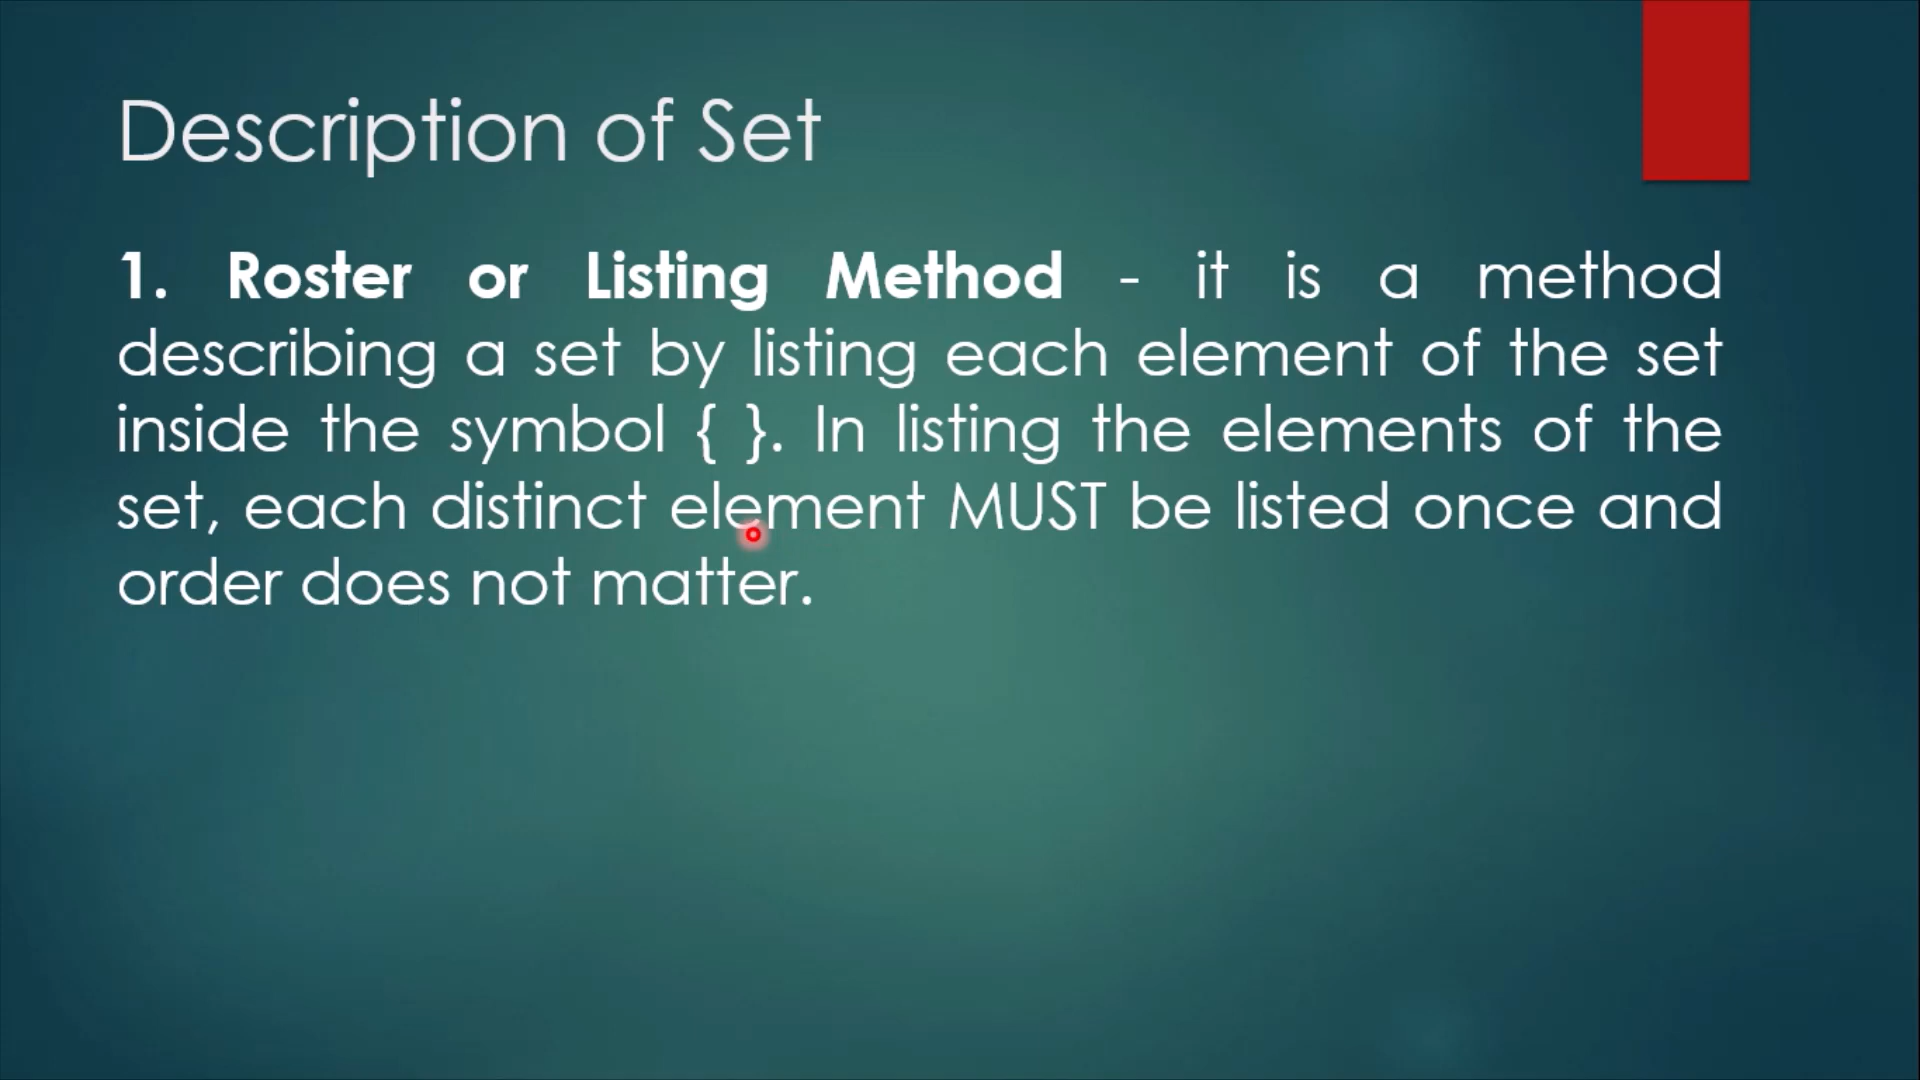 Description of Set
1. Roster or Listing Method - it is a method
describing a set by listing each element of the set
inside the symbol { }. In listing the elements of the
set, each distinct element MUST be listed once and
order does not matter.